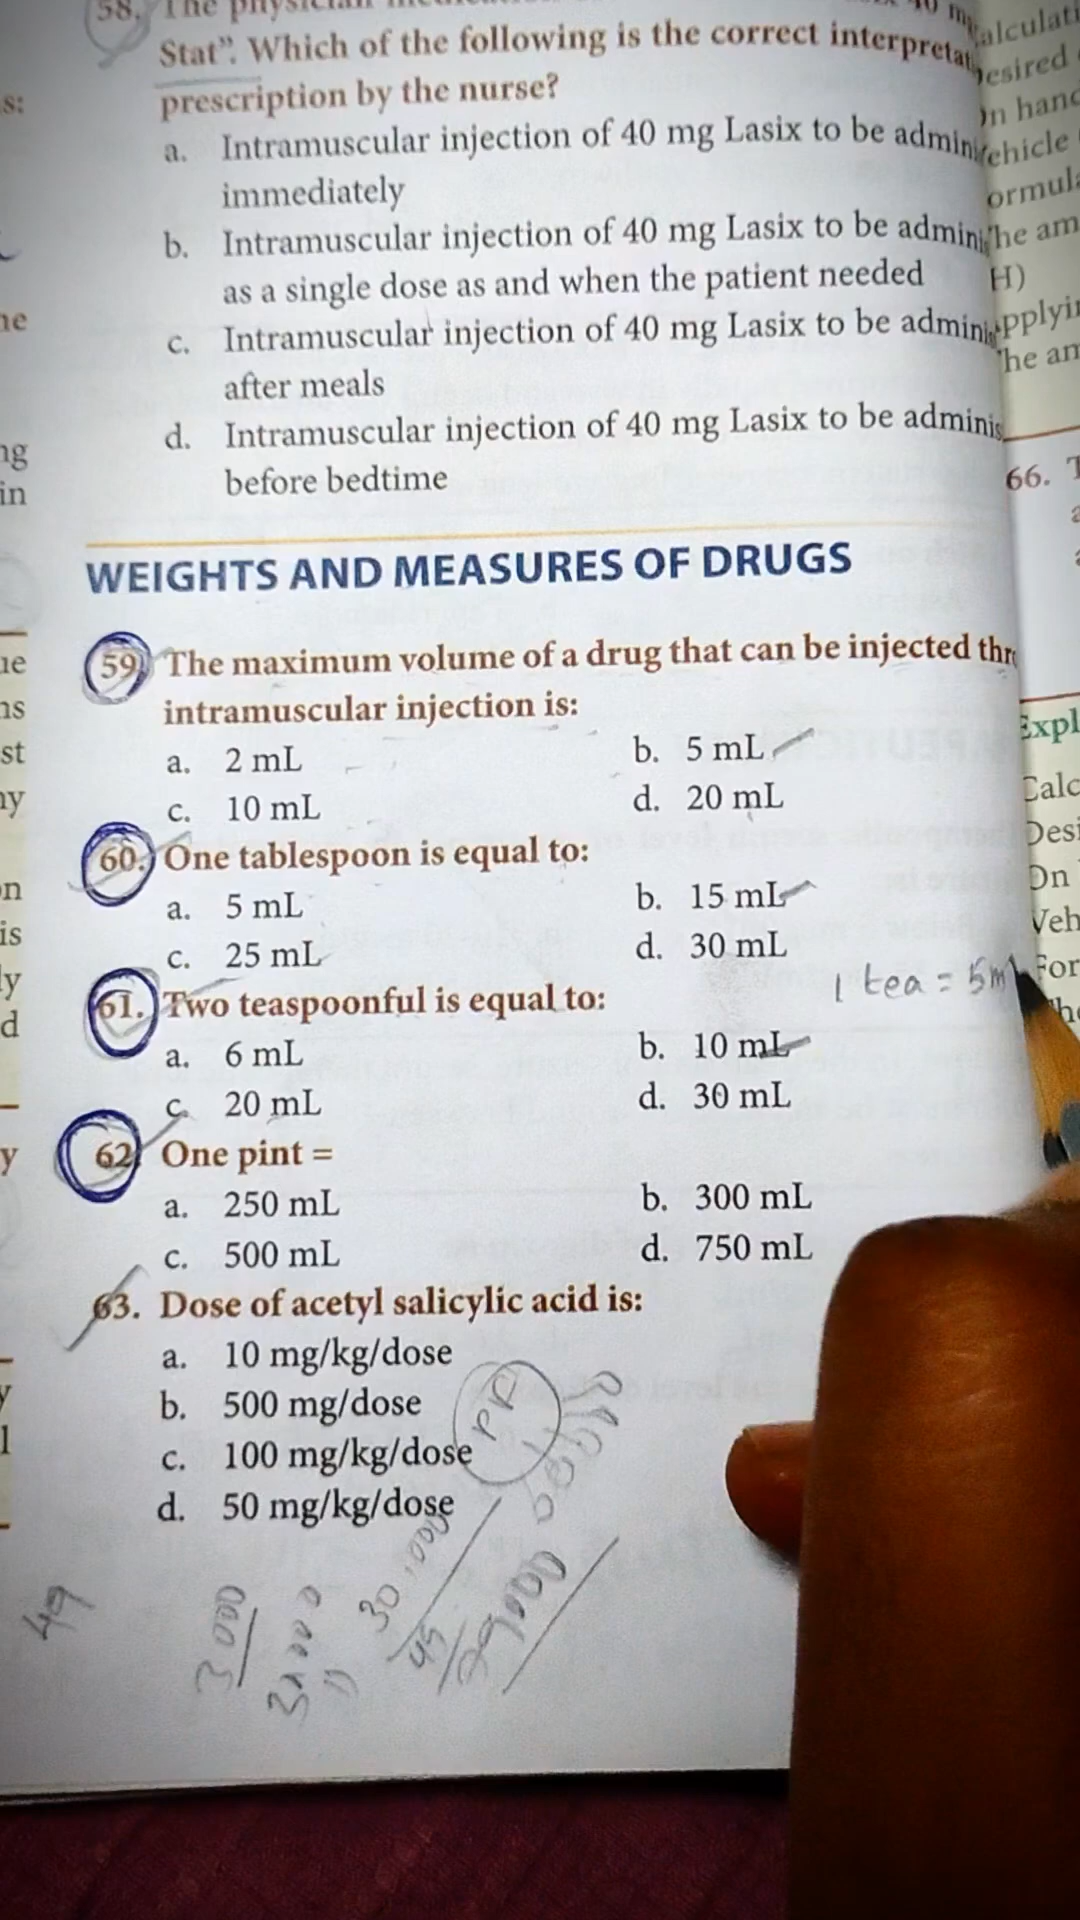 58. The physician
Stat". Which of the following is the correct
prescription by the nurse?
a. Intramuscular injection of 40 mg Lasix to be
immediately
b. Intramuscular injection of 40 mg Lasix to be
as a single dose as and when the patient needed
c. Intramuscular injection of 40 mg Lasix to be
after meals
d. Intramuscular injection of 40 mg Lasix to be
before bedtime
WEIGHTS AND MEASURES OF DRUGS
59. The maximum volume of a drug that can be injected
intramuscular injection is:
a. 2 mL b. 5 mL
c. 10 mL d. 20 mL
60. One tablespoon is equal to:
a. 5 mL b. 15 mL
c. 25 mL d. 30 mL
1 tea = 5m
61. Two teaspoonful is equal to:
a. 6 mL b. 10 mL
c. 20 mL d. 30 mL
62. One pint =
a. 250 mL b. 300 mL
c. 500 mL d. 750 mL
63. Dose of acetyl salicylic acid is:
a. 10 mg/kg/dose
b. 500 mg/dose
c. 100 mg/kg/dose
d. 50 mg/kg/dose
49
66.